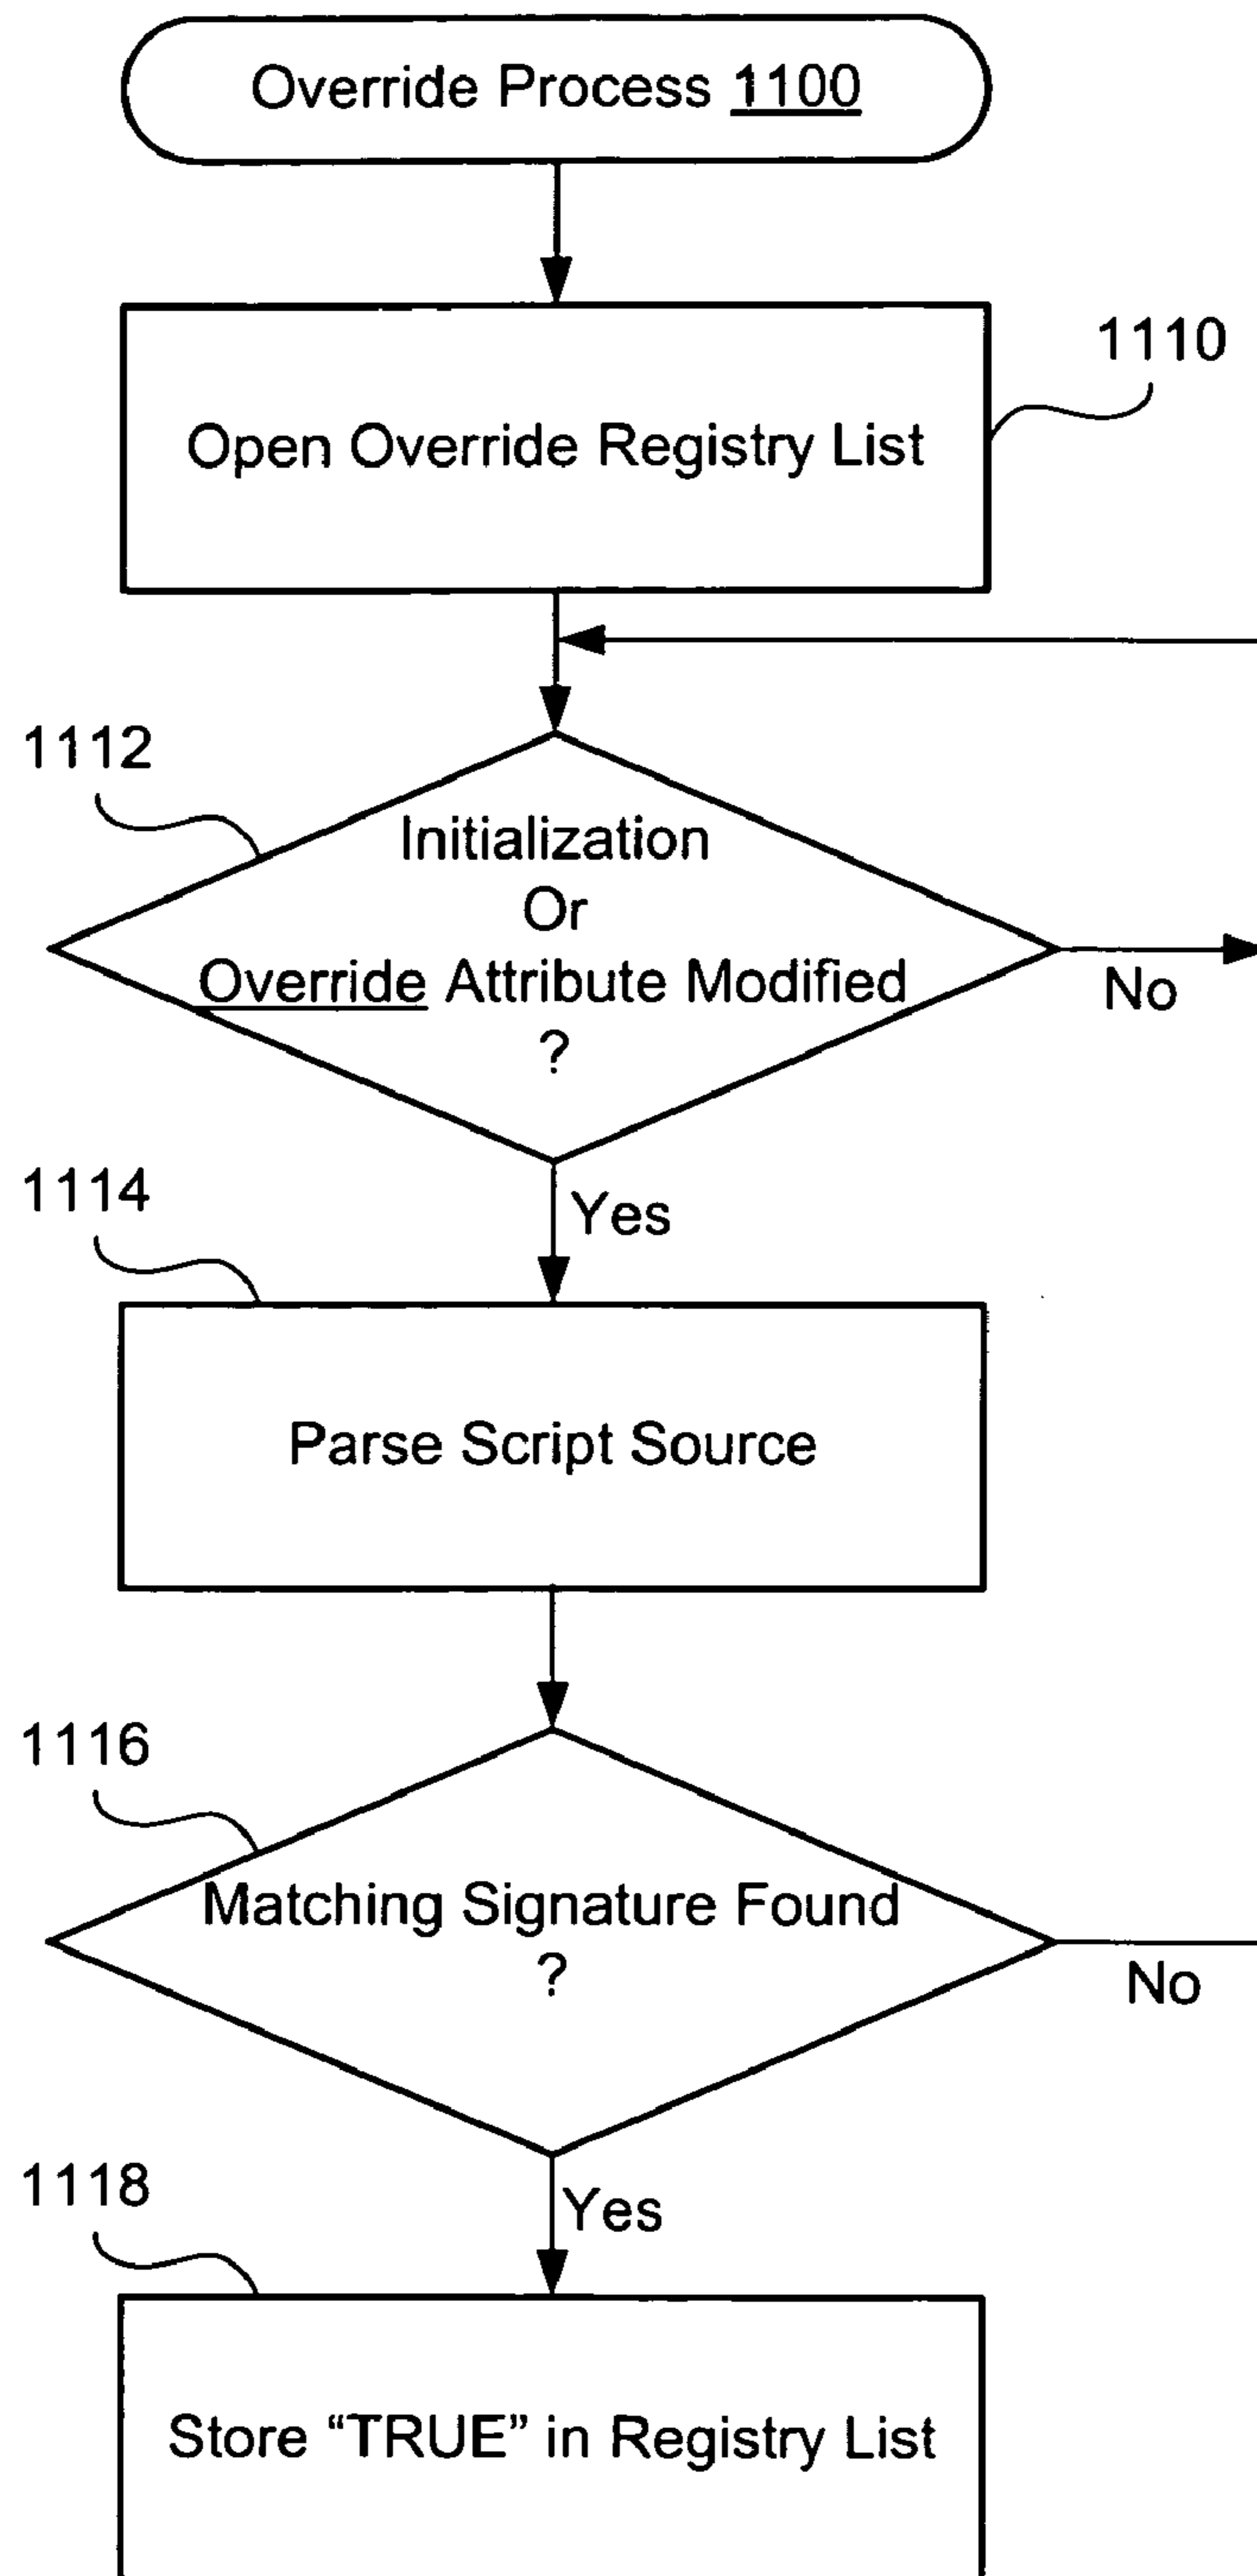 Override Process 1100
1110
Open Override Registry List
1112
Initialization
Or
Override Attribute Modified
?
No
1114
Yes
Parse Script Source
1116
Matching Signature Found
?
No
1118
Yes
Store “TRUE” in Registry List